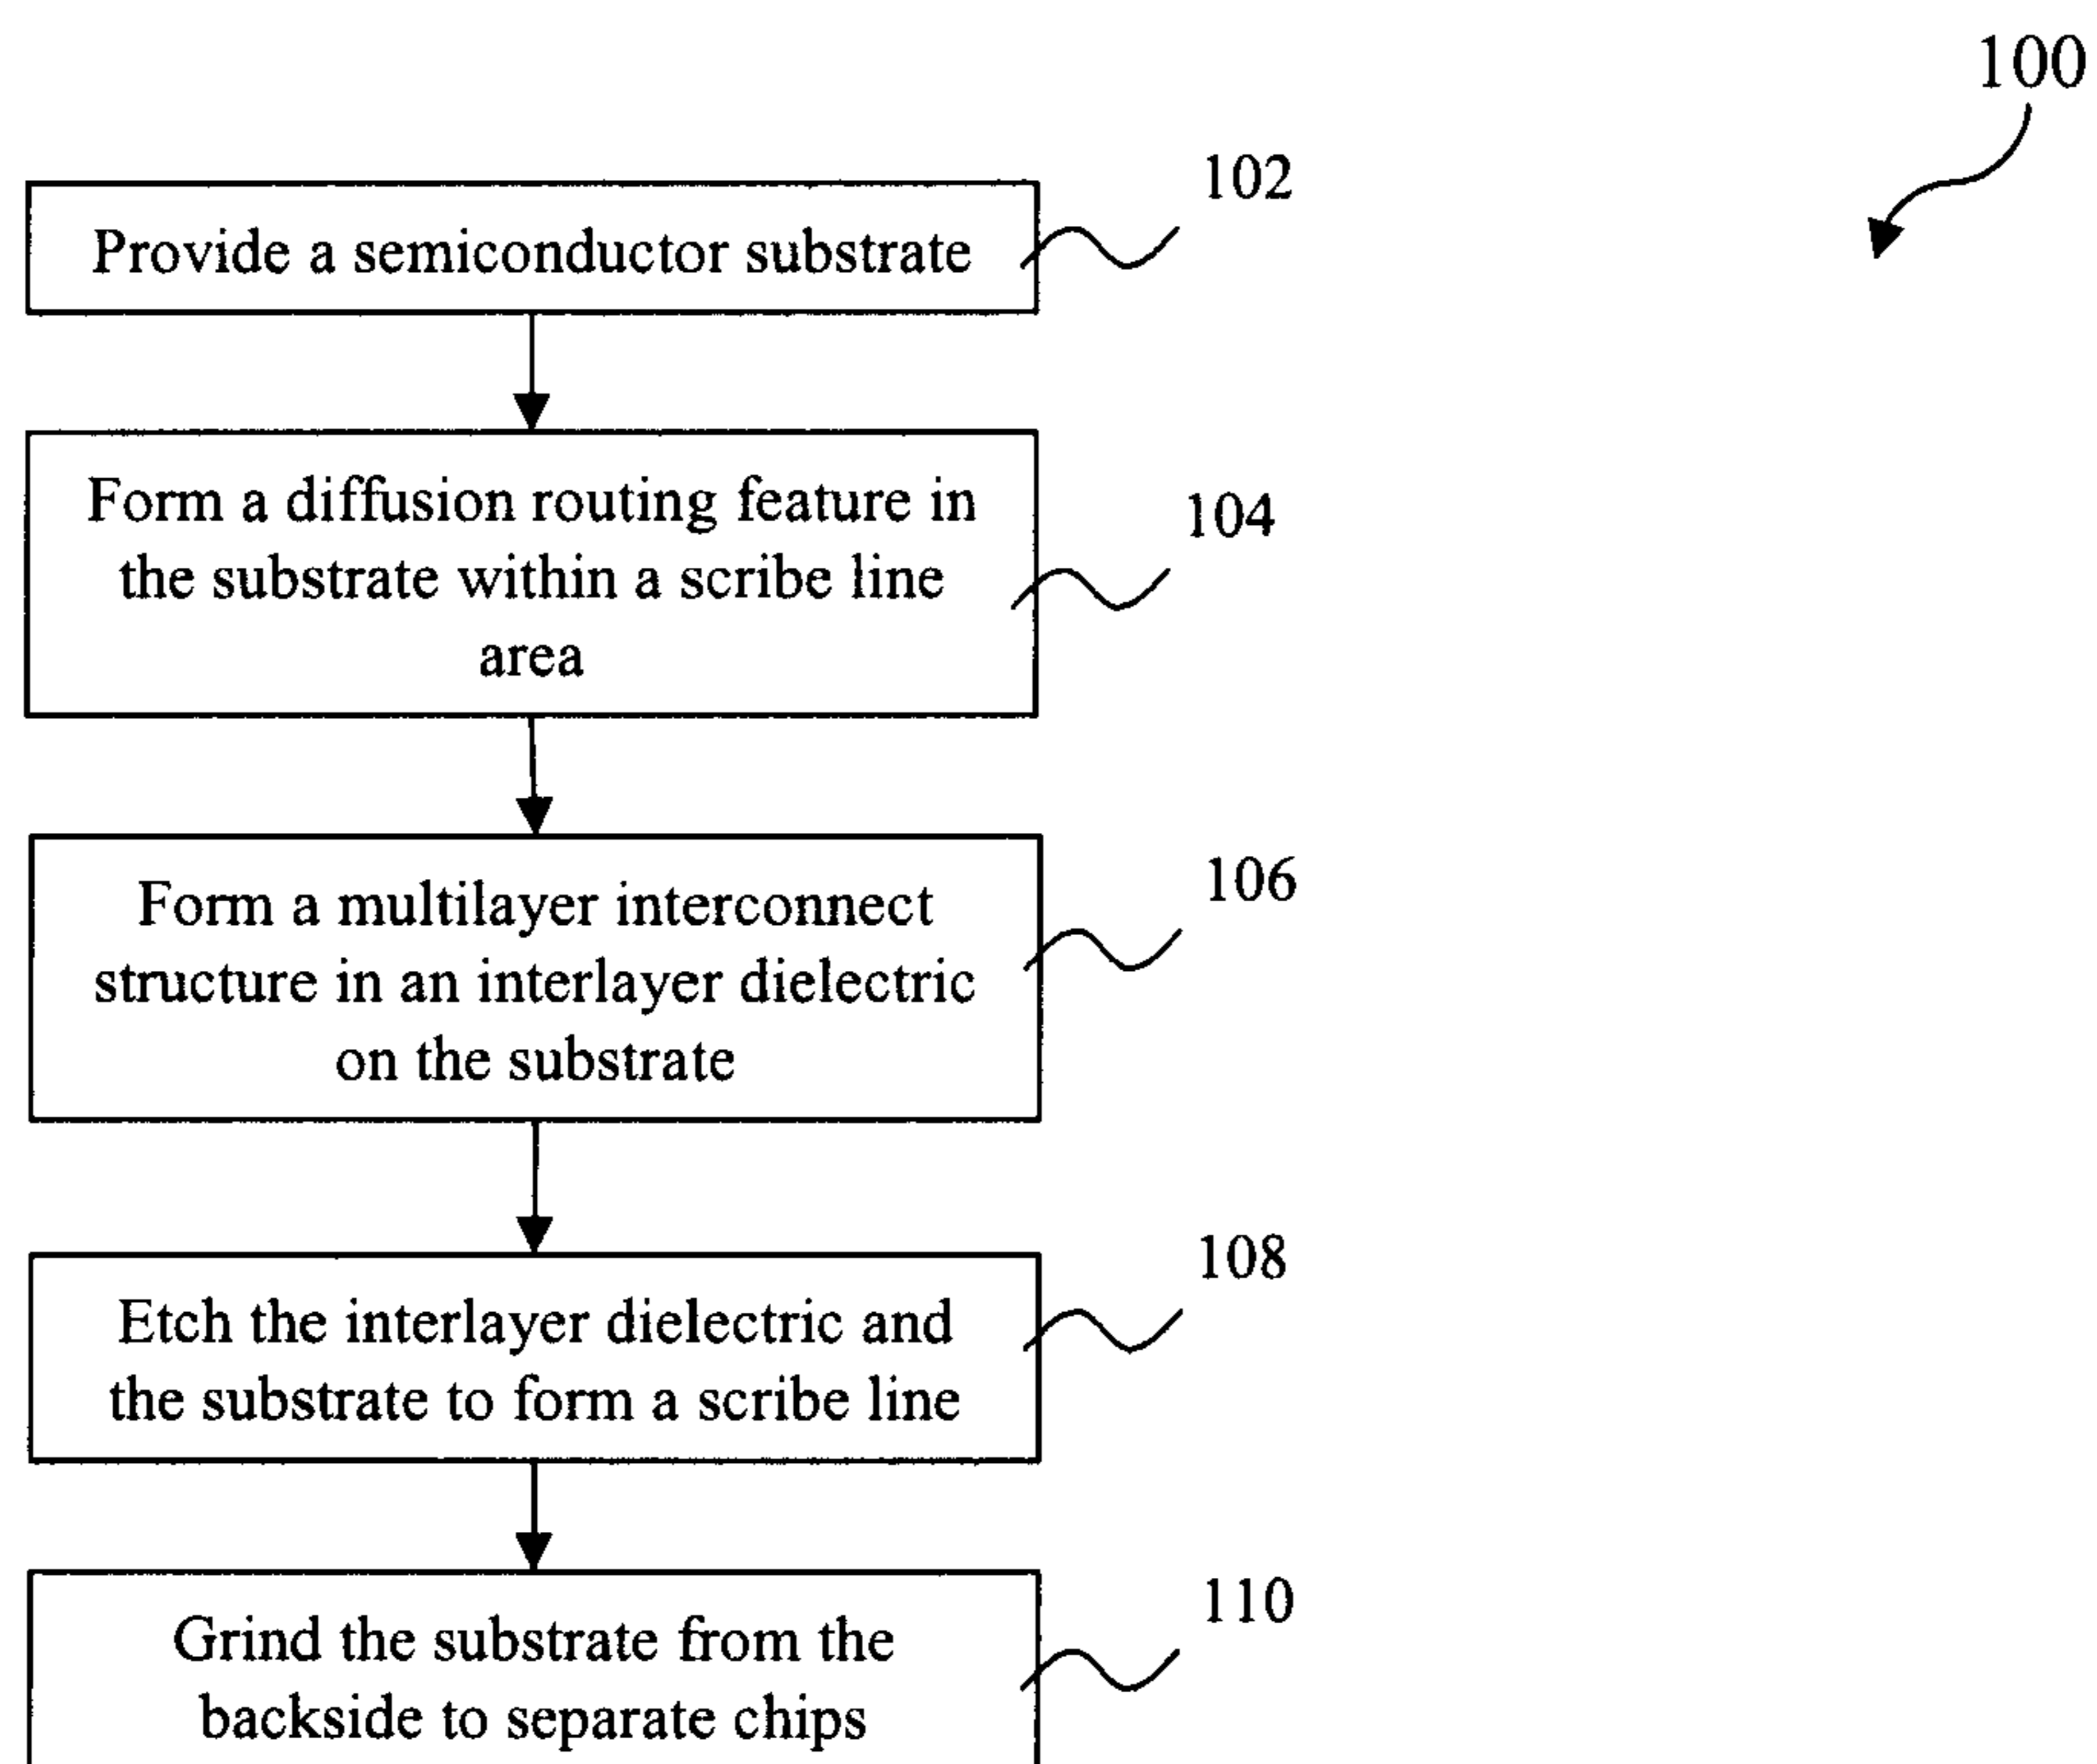 100
102
Provide a semiconductor substrate
Form a diffusion routing feature in
the substrate within a scribe line
area
104
Form a multilayer interconnect
structure in an interlayer dielectric
on the substrate
106
Etch the interlayer dielectric and
the substrate to form a scribe line
108
Grind the substrate from the
backside to separate chips
110